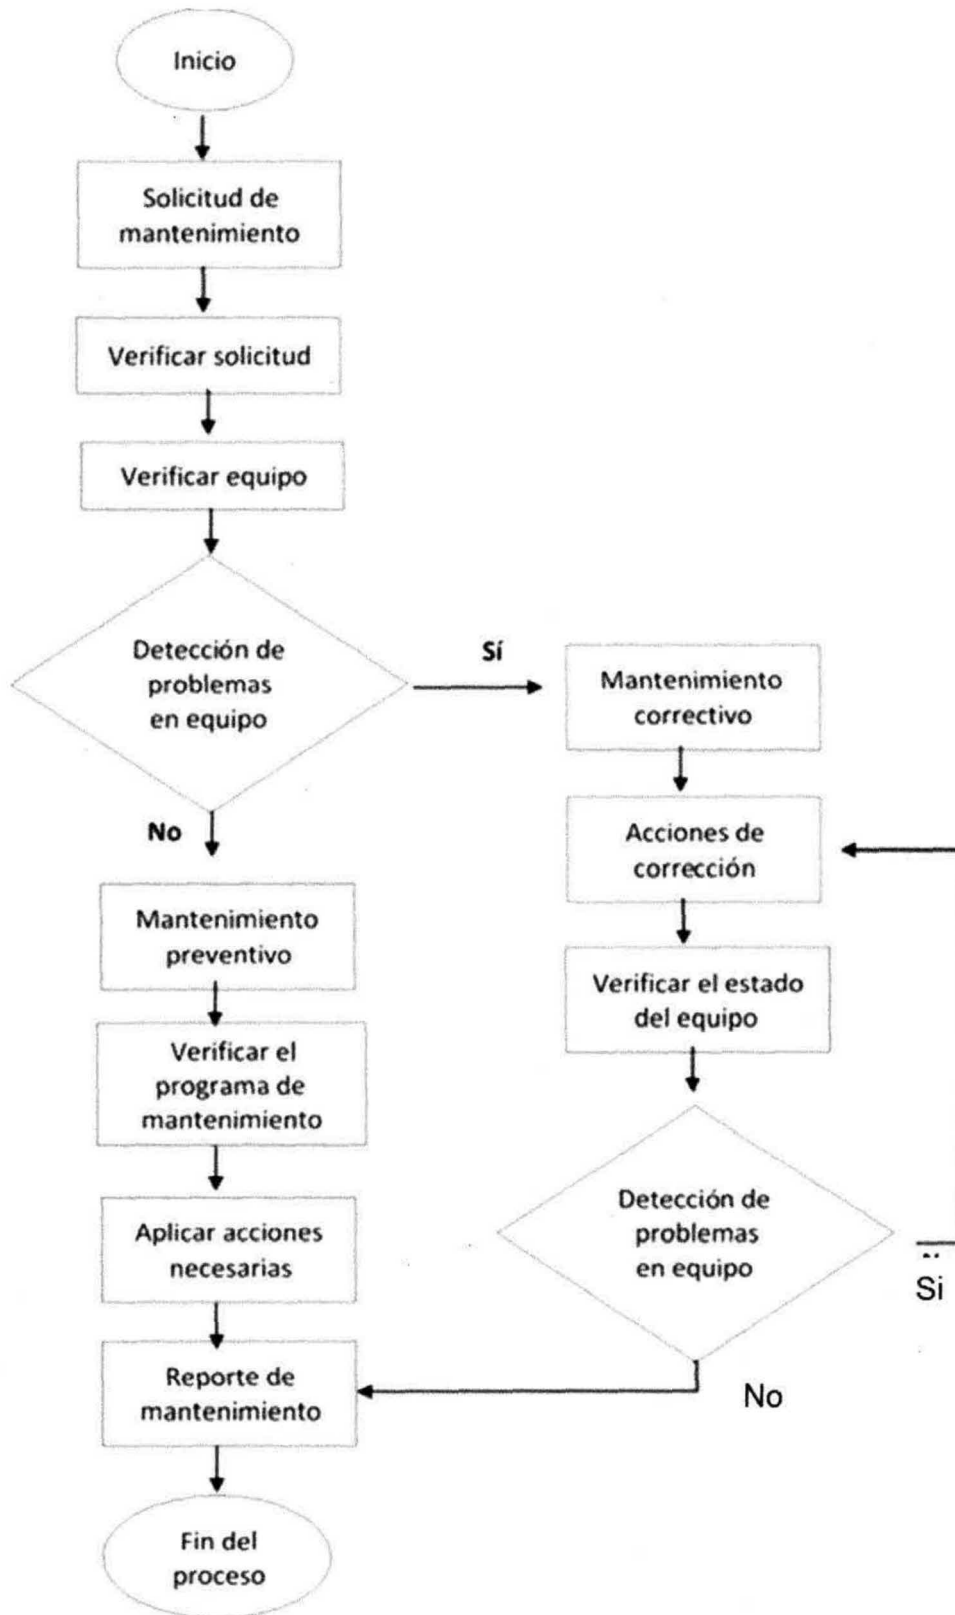 Inicio
Solicitud de
mantenimiento
Verificar solicitud
Verificar equipo
Detección de
problemas
en equipo
Sí
No
Mantenimiento
correctivo
Acciones de
corrección
Verificar el estado
del equipo
Detección de
problemas
en equipo
Si
No
Mantenimiento
preventivo
Verificar el
programa de
mantenimiento
Aplicar acciones
necesarias
Reporte de
mantenimiento
Fin del
proceso